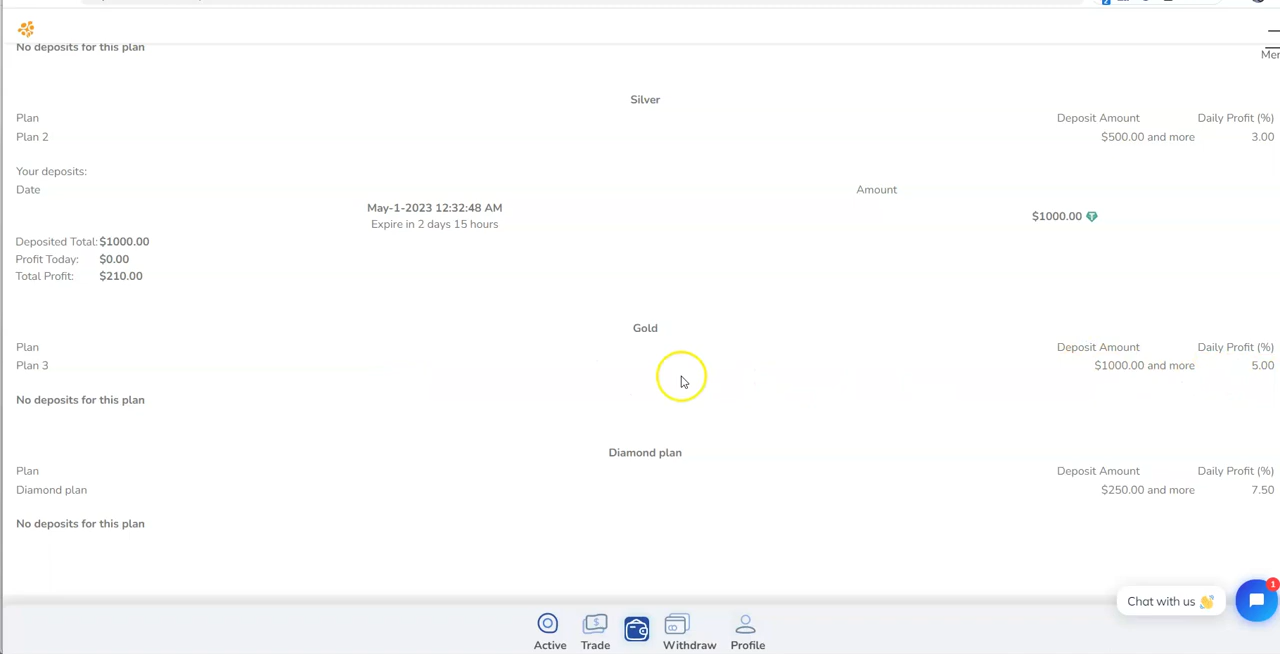 No deposits for this plan
Silver
Plan Deposit Amount Daily Profit (%)
Plan 2 $500.00 and more 3.00
Your deposits:
Date Amount
May-1-2023 12:32:48 AM
Expire in 2 days 15 hours
$1000.00
Deposited Total: $1000.00
Profit Today: $0.00
Total Profit: $210.00
Gold
Plan Deposit Amount Daily Profit (%)
Plan 3 $1000.00 and more 5.00
No deposits for this plan
Diamond plan
Plan Deposit Amount Daily Profit (%)
Diamond plan $250.00 and more 7.50
No deposits for this plan
Chat with us 👋
1
Active Trade Withdraw Profile